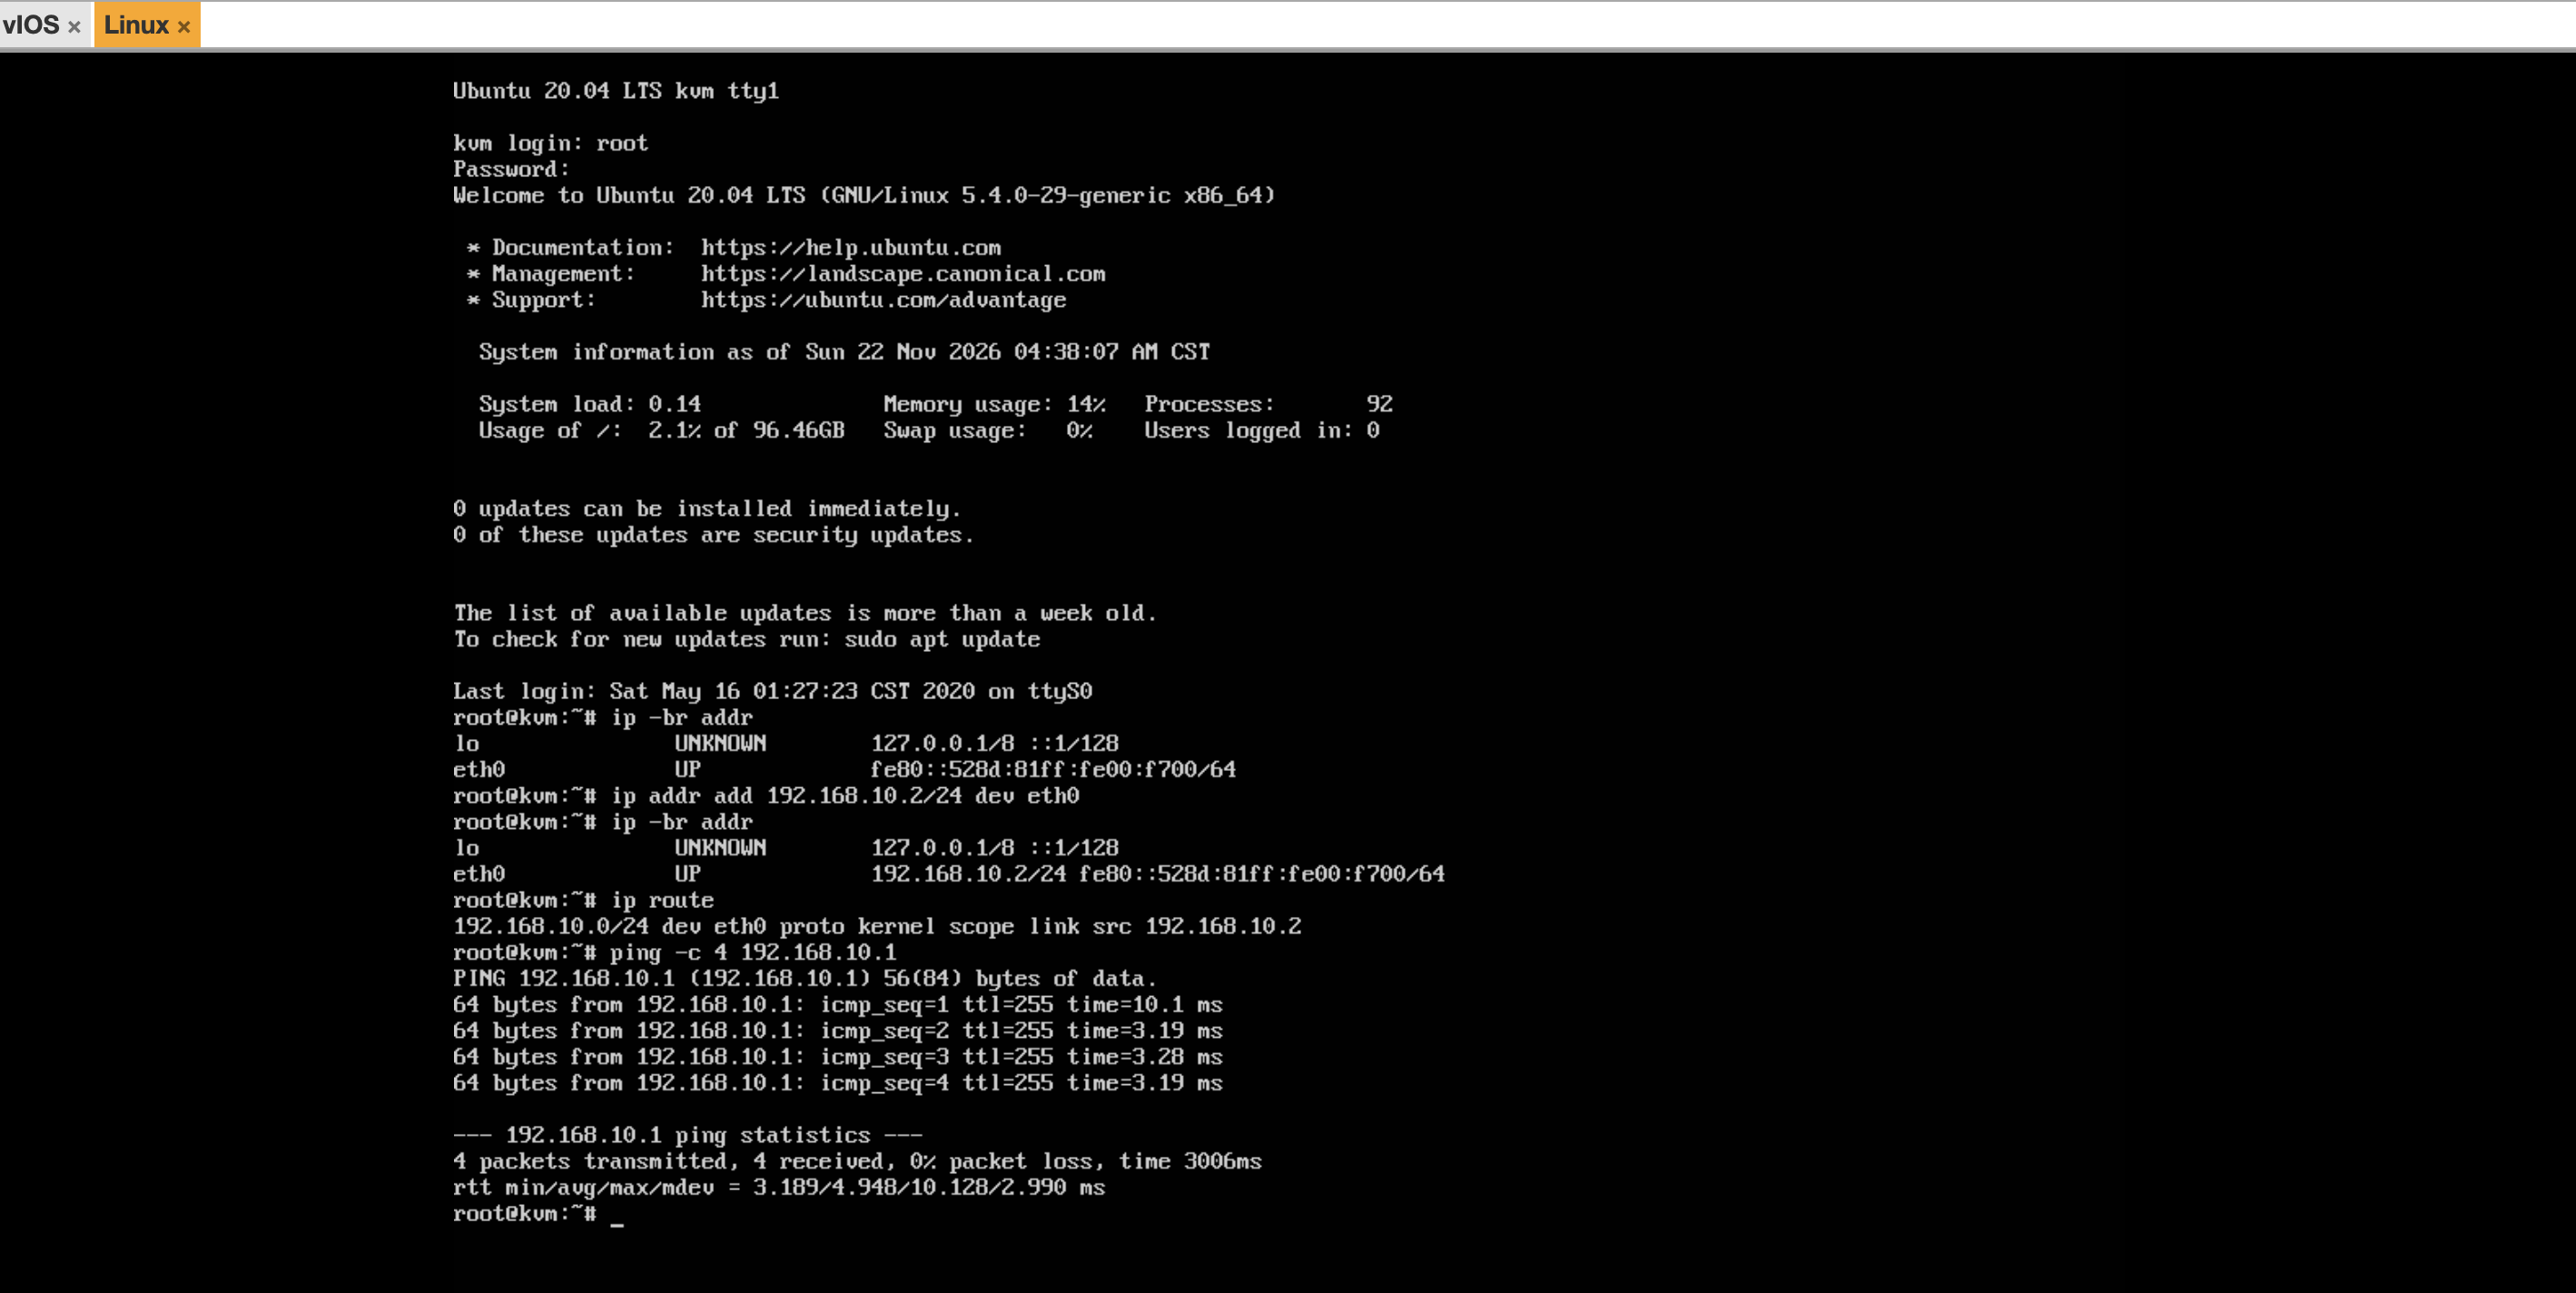 vIOS × Linux ×
Ubuntu 20.04 LTS kvm tty1
kvm login: root
Password:
Welcome to Ubuntu 20.04 LTS (GNU/Linux 5.4.0-29-generic x86_64)
* Documentation:  https://help.ubuntu.com
* Management:     https://landscape.canonical.com
* Support:        https://ubuntu.com/advantage
System information as of Sun 22 Nov 2026 04:38:07 AM CST
System load: 0.14              Memory usage: 14%   Processes:       92
Usage of /:  2.1% of 96.46GB   Swap usage:   0%    Users logged in: 0
0 updates can be installed immediately.
0 of these updates are security updates.
The list of available updates is more than a week old.
To check for new updates run: sudo apt update
Last login: Sat May 16 01:27:23 CST 2020 on ttyS0
root@kvm:~# ip -br addr
lo               UNKNOWN        127.0.0.1/8 ::1/128
eth0             UP             fe80::528d:81ff:fe00:f700/64
root@kvm:~# ip addr add 192.168.10.2/24 dev eth0
root@kvm:~# ip -br addr
lo               UNKNOWN        127.0.0.1/8 ::1/128
eth0             UP             192.168.10.2/24 fe80::528d:81ff:fe00:f700/64
root@kvm:~# ip route
192.168.10.0/24 dev eth0 proto kernel scope link src 192.168.10.2
root@kvm:~# ping -c 4 192.168.10.1
PING 192.168.10.1 (192.168.10.1) 56(84) bytes of data.
64 bytes from 192.168.10.1: icmp_seq=1 ttl=255 time=10.1 ms
64 bytes from 192.168.10.1: icmp_seq=2 ttl=255 time=3.19 ms
64 bytes from 192.168.10.1: icmp_seq=3 ttl=255 time=3.28 ms
64 bytes from 192.168.10.1: icmp_seq=4 ttl=255 time=3.19 ms
--- 192.168.10.1 ping statistics ---
4 packets transmitted, 4 received, 0% packet loss, time 3006ms
rtt min/avg/max/mdev = 3.189/4.948/10.128/2.990 ms
root@kvm:~# _